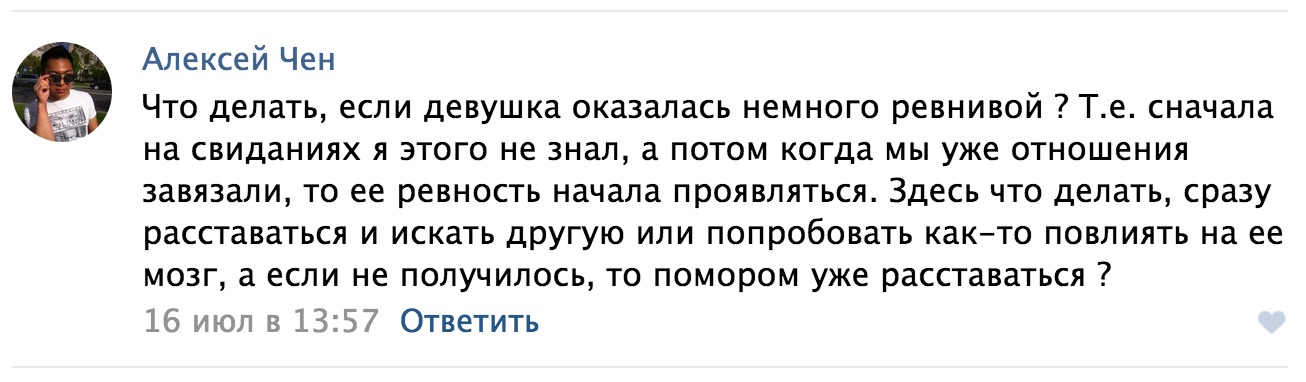 Алексей Чен
Что делать, если девушка оказалась немного ревнивой ? Т.е. сначала
на свиданиях я этого не знал, а потом когда мы уже отношения
завязали, то ее ревность начала проявляться. Здесь что делать, сразу
расставаться и искать другую или попробовать как-то повлиять на ее
мозг, а если не получилось, то помором уже расставаться ?
16 июл в 13:57 Ответить